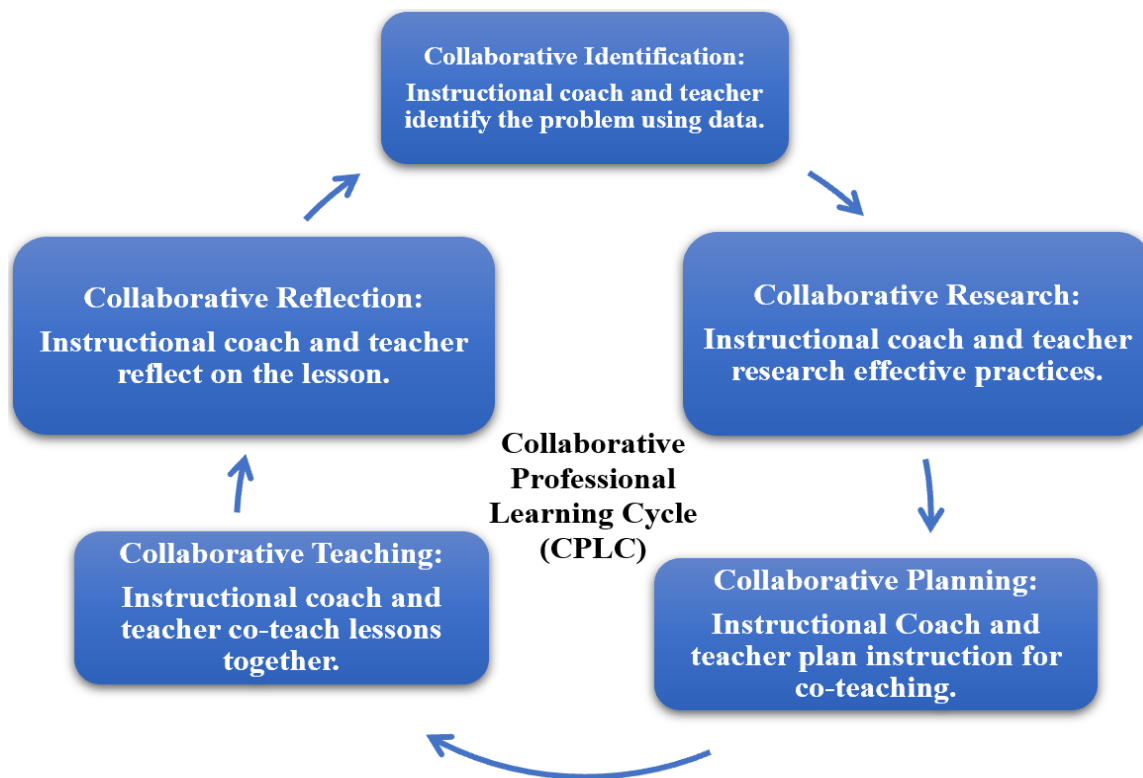 Collaborative Identification:
Instructional coach and teacher
identify the problem using data.
Collaborative Research:
Instructional coach and teacher
research effective practices.
Collaborative Planning:
Instructional Coach and
teacher plan instruction for
co-teaching.
Collaborative Teaching:
Instructional coach and
teacher co-teach lessons
together.
Collaborative Reflection:
Instructional coach and teacher
reflect on the lesson.
Collaborative
Professional
Learning Cycle
(CPLC)